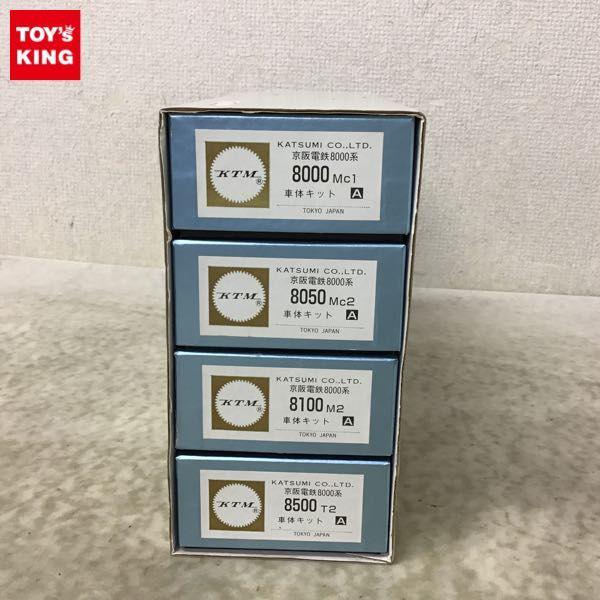 TOY's
KING
KTM
®
KATSUMI CO.,LTD.
京阪電鉄8000系
8000 Mc1
車体キット A
TOKYO JAPAN
KTM
®
KATSUMI CO.,LTD.
京阪電鉄8000系
8050 Mc2
車体キット A
TOKYO JAPAN
KTM
®
KATSUMI CO.,LTD.
京阪電鉄8000系
8100 M2
車体キット A
TOKYO JAPAN
KTM
®
KATSUMI CO.,LTD.
京阪電鉄8000系
8500 T2
車体キット A
TOKYO JAPAN